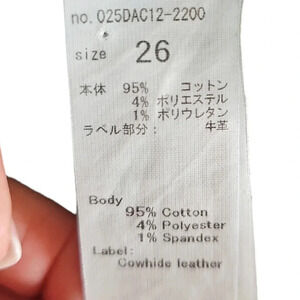 no. 025DAC12-2200
size 26
本体 95% コットン
4% ポリエステル
1% ポリウレタン
ラベル部分: 牛革
Body
95% Cotton
4% Polyester
1% Spandex
Label:
Cowhide leather